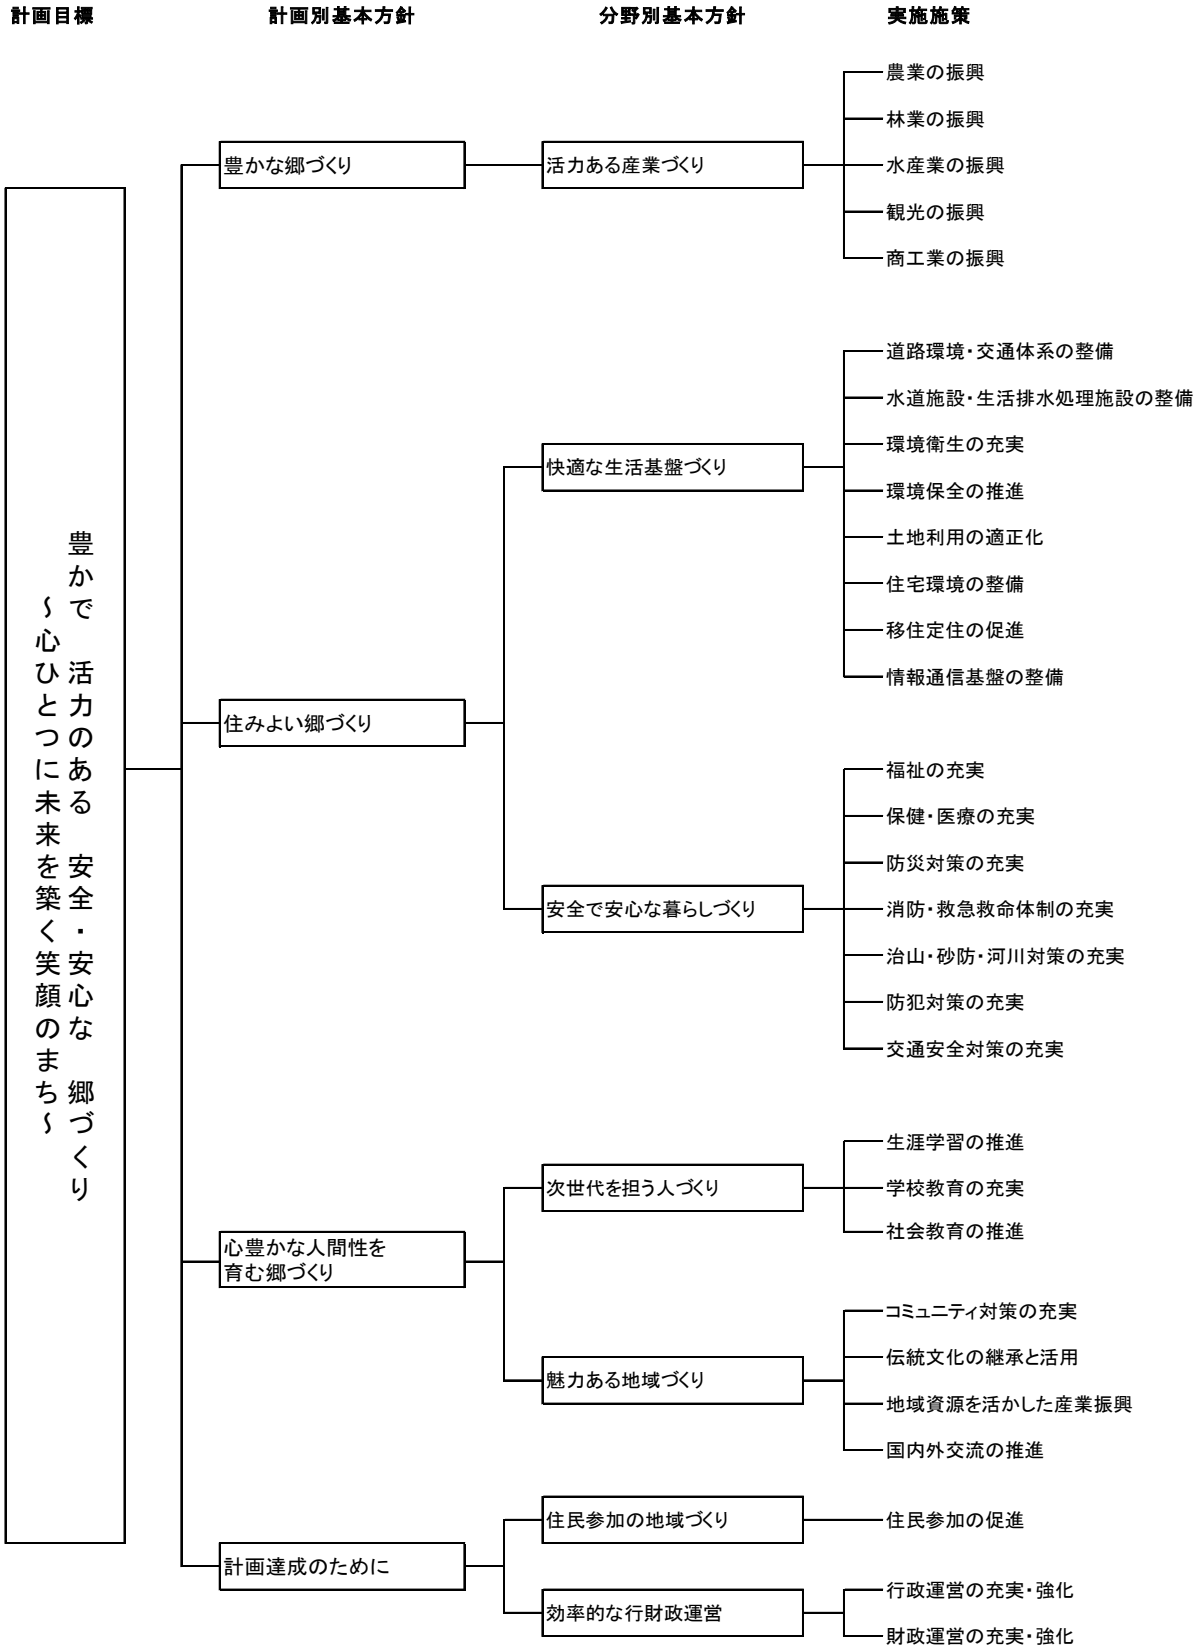 計画目標 計画別基本方針 分野別基本方針 実施施策
豊かで 活力のある 安全・安心な 郷づくり
～心ひとつに未来を築く笑顔のまち～
豊かな郷づくり
活力ある産業づくり
農業の振興
林業の振興
水産業の振興
観光の振興
商工業の振興
住みよい郷づくり
快適な生活基盤づくり
道路環境・交通体系の整備
水道施設・生活排水処理施設の整備
環境衛生の充実
環境保全の推進
土地利用の適正化
住宅環境の整備
移住定住の促進
情報通信基盤の整備
安全で安心な暮らしづくり
福祉の充実
保健・医療の充実
防災対策の充実
消防・救急救命体制の充実
治山・砂防・河川対策の充実
防犯対策の充実
交通安全対策の充実
心豊かな人間性を
育む郷づくり
次世代を担う人づくり
生涯学習の推進
学校教育の充実
社会教育の推進
魅力ある地域づくり
コミュニティ対策の充実
伝統文化の継承と活用
地域資源を活かした産業振興
国内外交流の推進
計画達成のために
住民参加の地域づくり
住民参加の促進
効率的な行財政運営
行政運営の充実・強化
財政運営の充実・強化